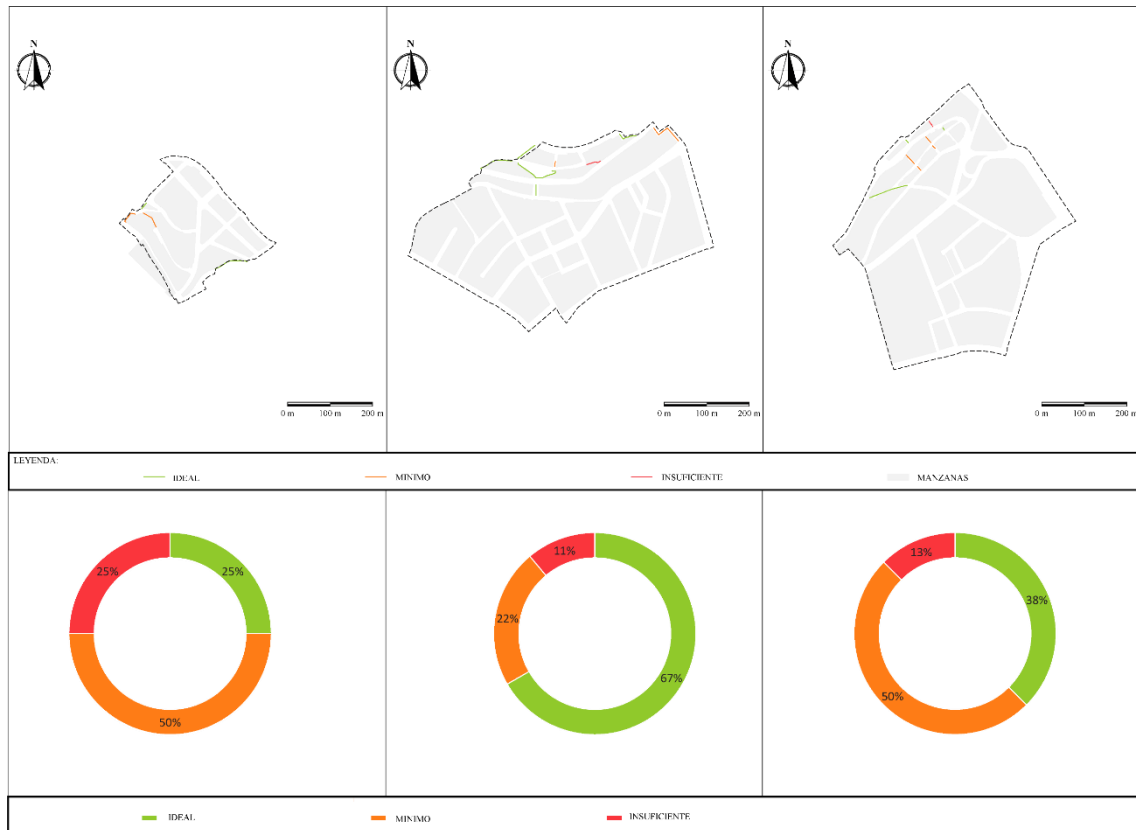 N
N
N
0 m 100 m 200 m
0 m 100 m 200 m
0 m 100 m 200 m
LEYENDA:
IDEAL MINIMO INSUFICIENTE MANZANAS
25% 25%
50%
11%
22%
67%
13%
38%
50%
IDEAL MINIMO INSUFICIENTE